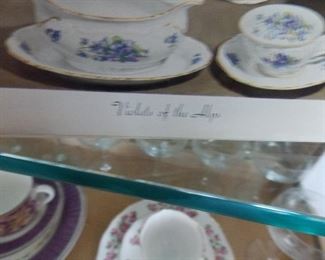 Violets of the Alps